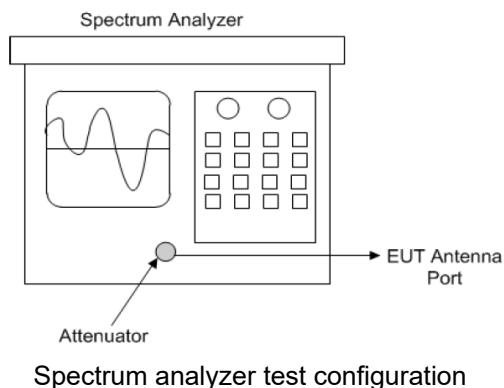 Spectrum Analyzer
EUT Antenna
Port
Attenuator
Spectrum analyzer test configuration